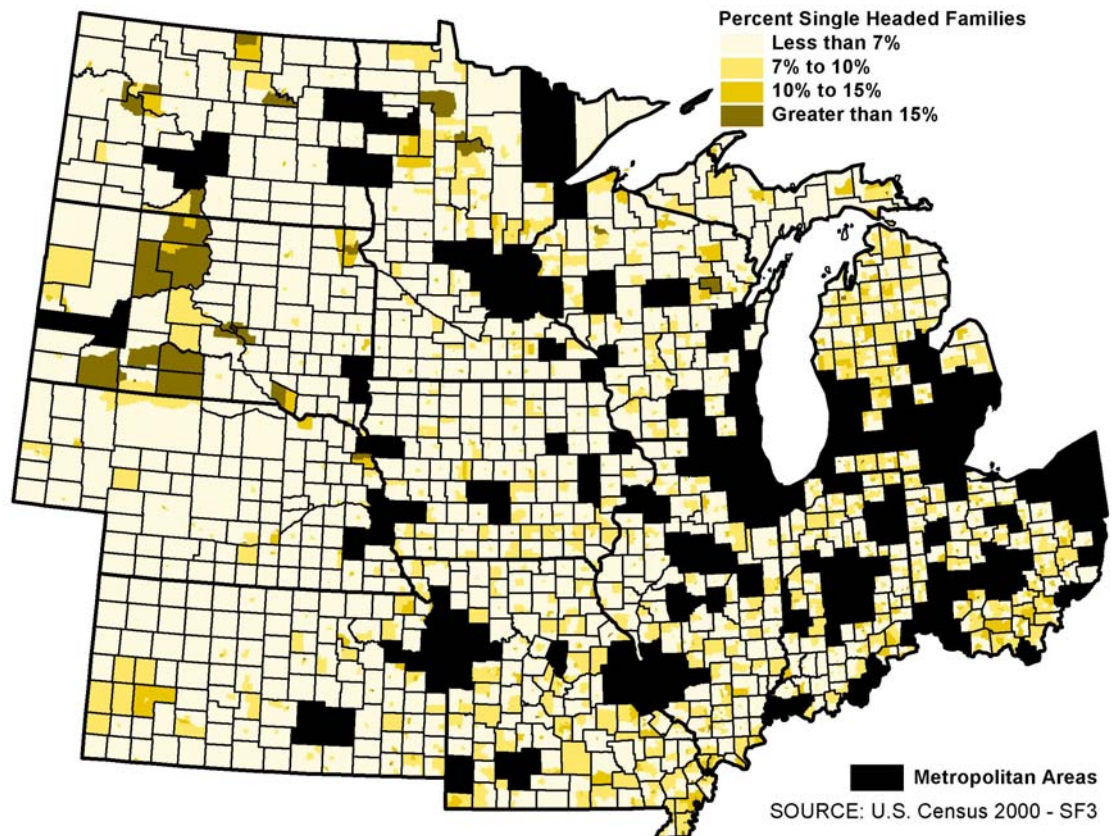 Percent Single Headed Families
Less than 7%
7% to 10%
10% to 15%
Greater than 15%
Metropolitan Areas
SOURCE: U.S. Census 2000 - SF3